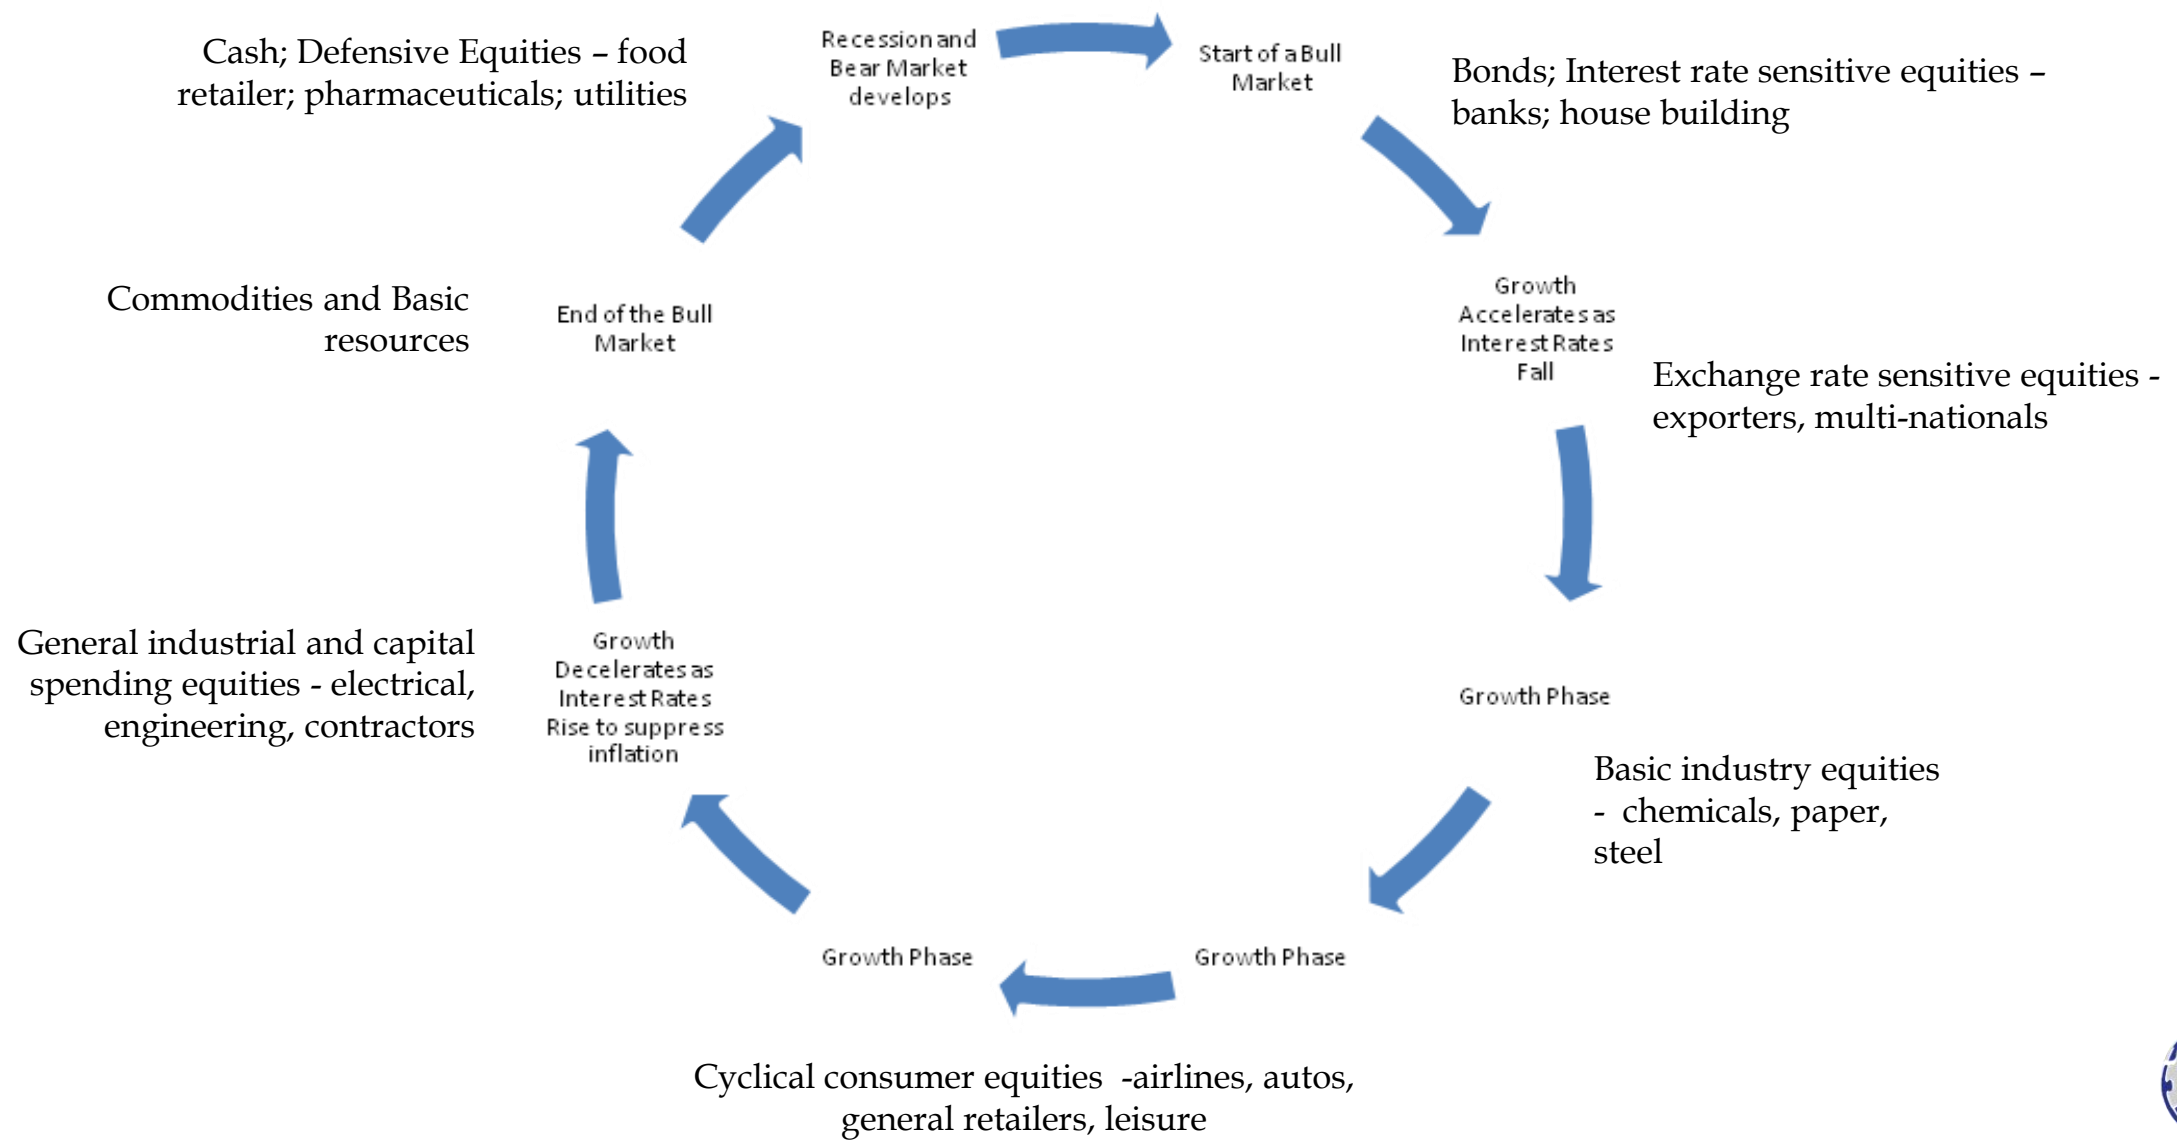 Cash; Defensive Equities – food
retailer; pharmaceuticals; utilities
Recession and
Bear Market
develops
Start of a Bull
Market
Bonds; Interest rate sensitive equities –
banks; house building
Growth
Accelerates as
Interest Rates
Fall
Exchange rate sensitive equities -
exporters, multi-nationals
Growth Phase
Basic industry equities
- chemicals, paper,
steel
Growth Phase
Growth Phase
Cyclical consumer equities -airlines, autos,
general retailers, leisure
Growth
Decelerates as
Interest Rates
Rise to suppress
inflation
General industrial and capital
spending equities - electrical,
engineering, contractors
End of the Bull
Market
Commodities and Basic
resources